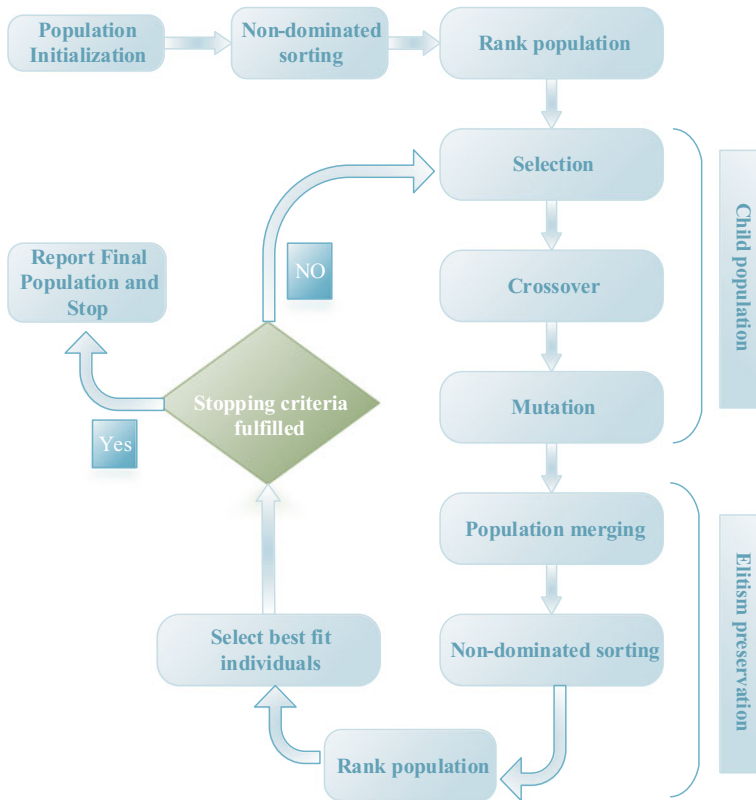 Population
Initialization
Non-dominated
sorting
Rank population
Selection
Child population
NO
Report Final
Population and
Stop
Crossover
Stopping criteria
fulfilled
Mutation
Yes
Population merging
Elitism preservation
Select best fit
individuals
Non-dominated sorting
Rank population